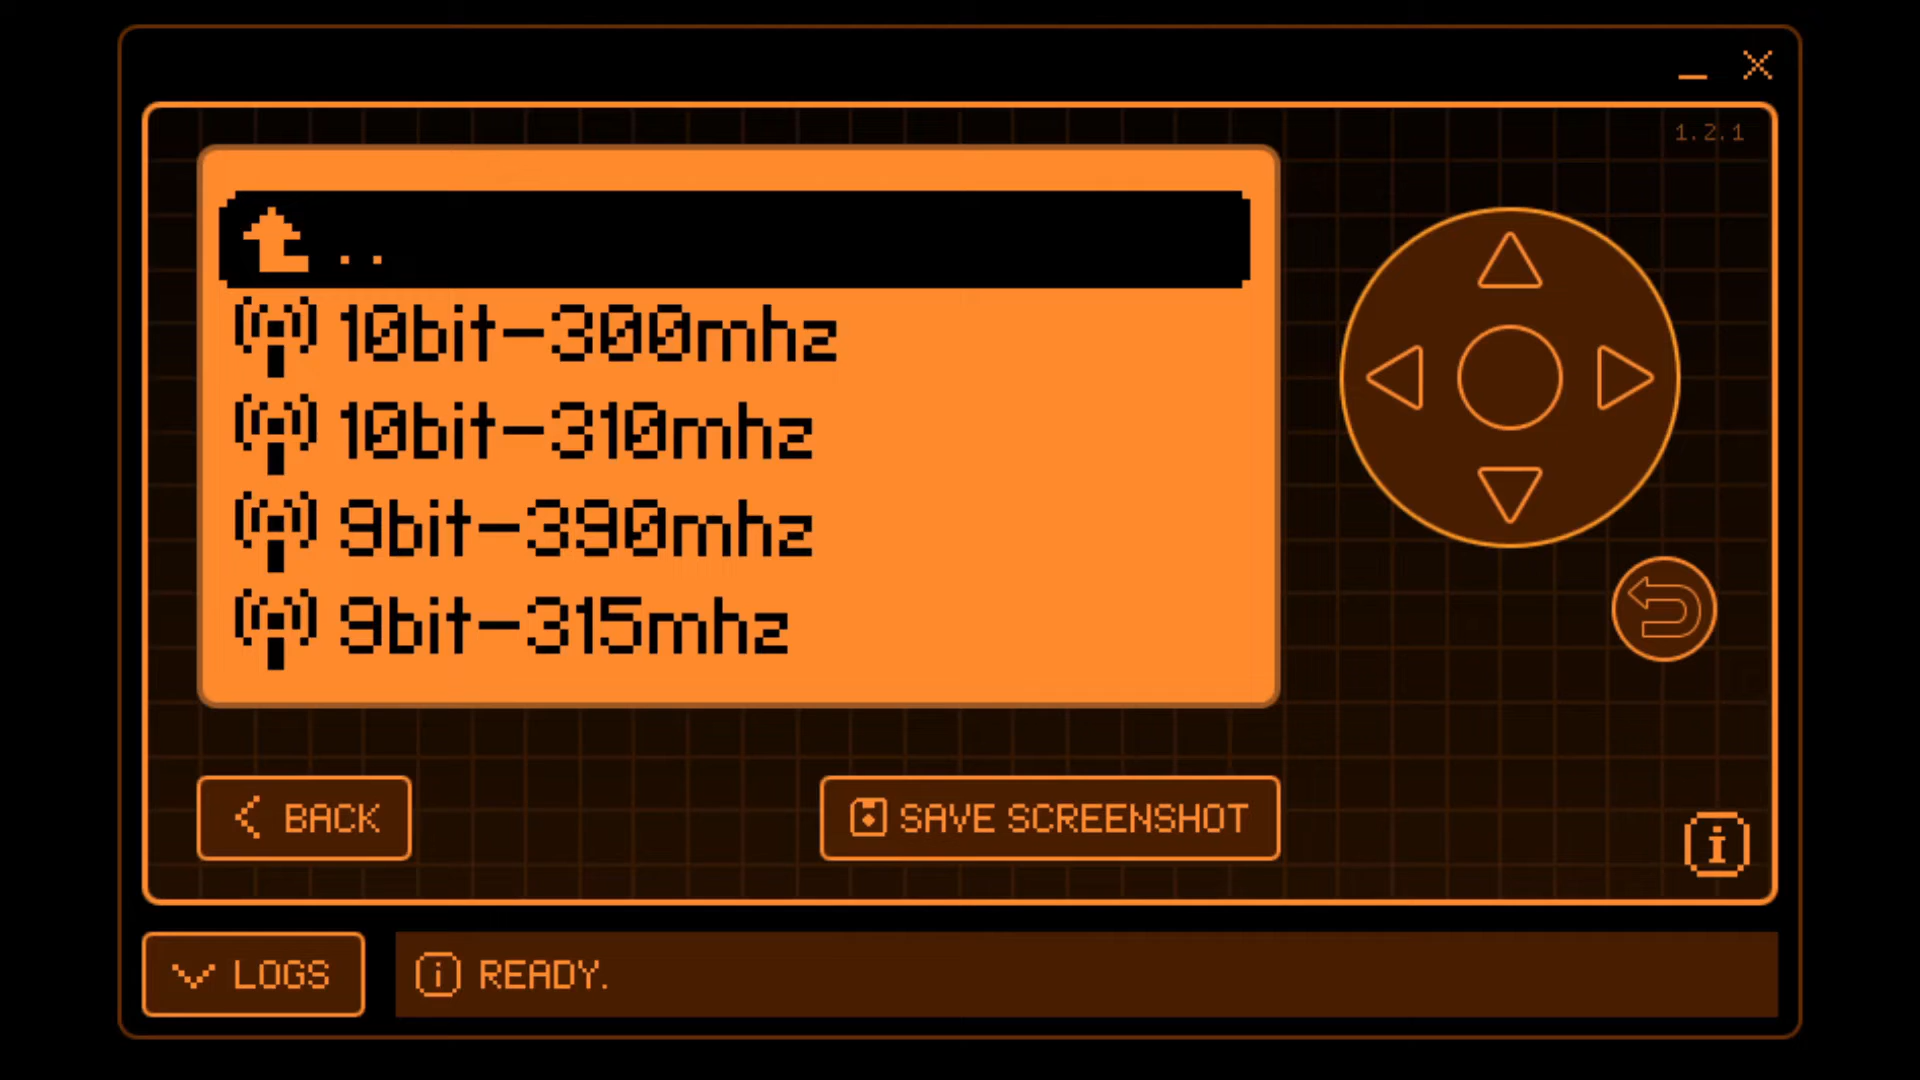 1.2.1
..
10bit-300mhz
10bit-310mhz
9bit-390mhz
9bit-315mhz
BACK
SAVE SCREENSHOT
LOGS
READY.